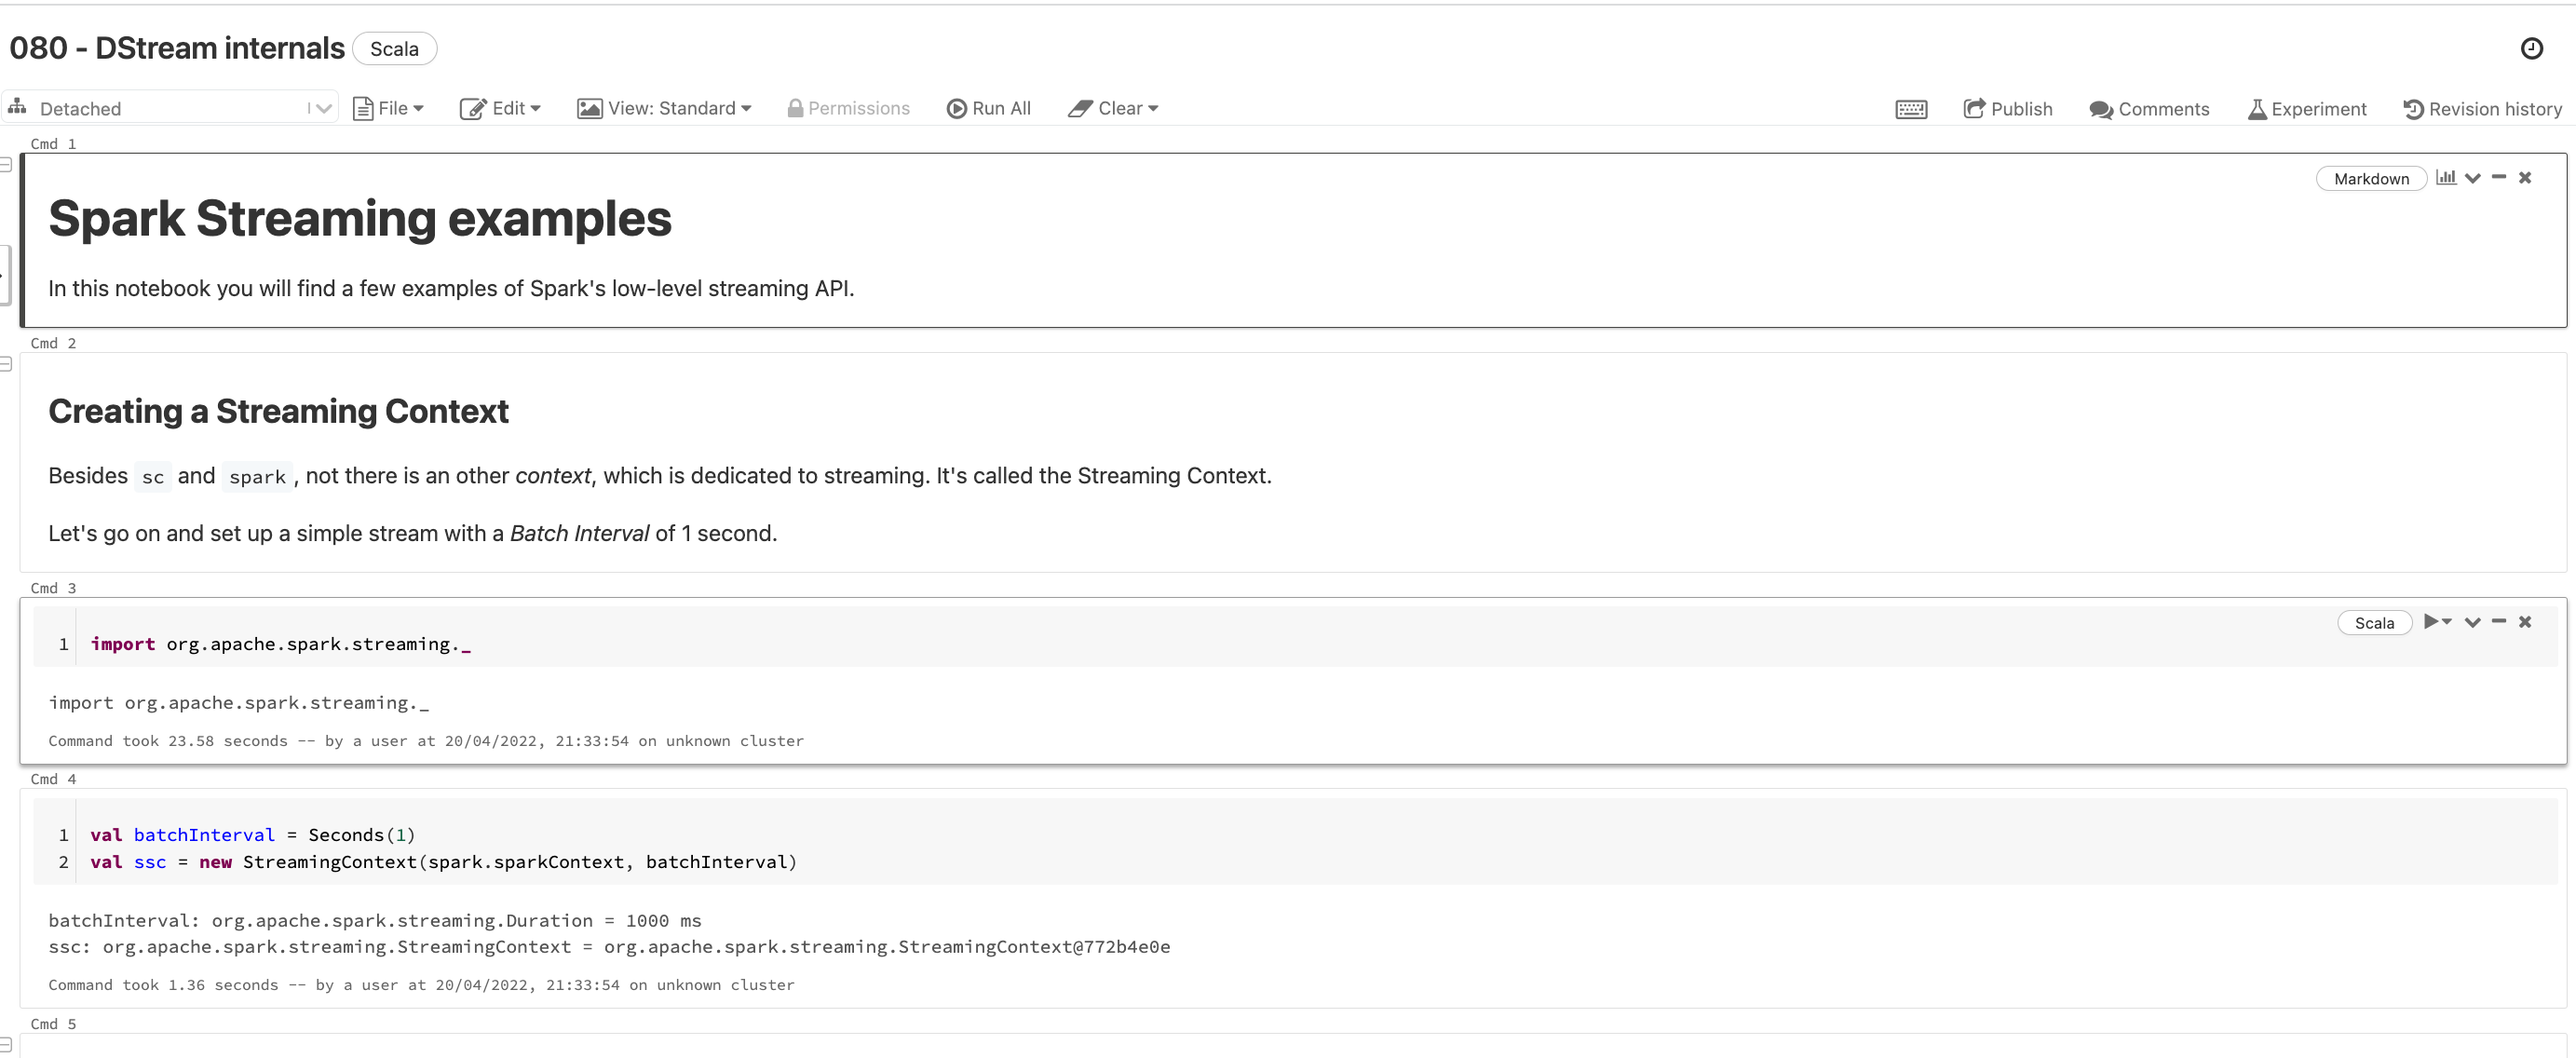 080 - DStream internals Scala
Detached File Edit View: Standard Permissions Run All Clear Publish Comments Experiment Revision history
Cmd 1
Markdown
Spark Streaming examples
In this notebook you will find a few examples of Spark's low-level streaming API.
Cmd 2
Creating a Streaming Context
Besides sc and spark, not there is an other context, which is dedicated to streaming. It's called the Streaming Context.
Let's go on and set up a simple stream with a Batch Interval of 1 second.
Cmd 3
Scala
1 import org.apache.spark.streaming._
import org.apache.spark.streaming._
Command took 23.58 seconds -- by a user at 20/04/2022, 21:33:54 on unknown cluster
Cmd 4
1 val batchInterval = Seconds(1)
2 val ssc = new StreamingContext(spark.sparkContext, batchInterval)
batchInterval: org.apache.spark.streaming.Duration = 1000 ms
ssc: org.apache.spark.streaming.StreamingContext = org.apache.spark.streaming.StreamingContext@772b4e0e
Command took 1.36 seconds -- by a user at 20/04/2022, 21:33:54 on unknown cluster
Cmd 5